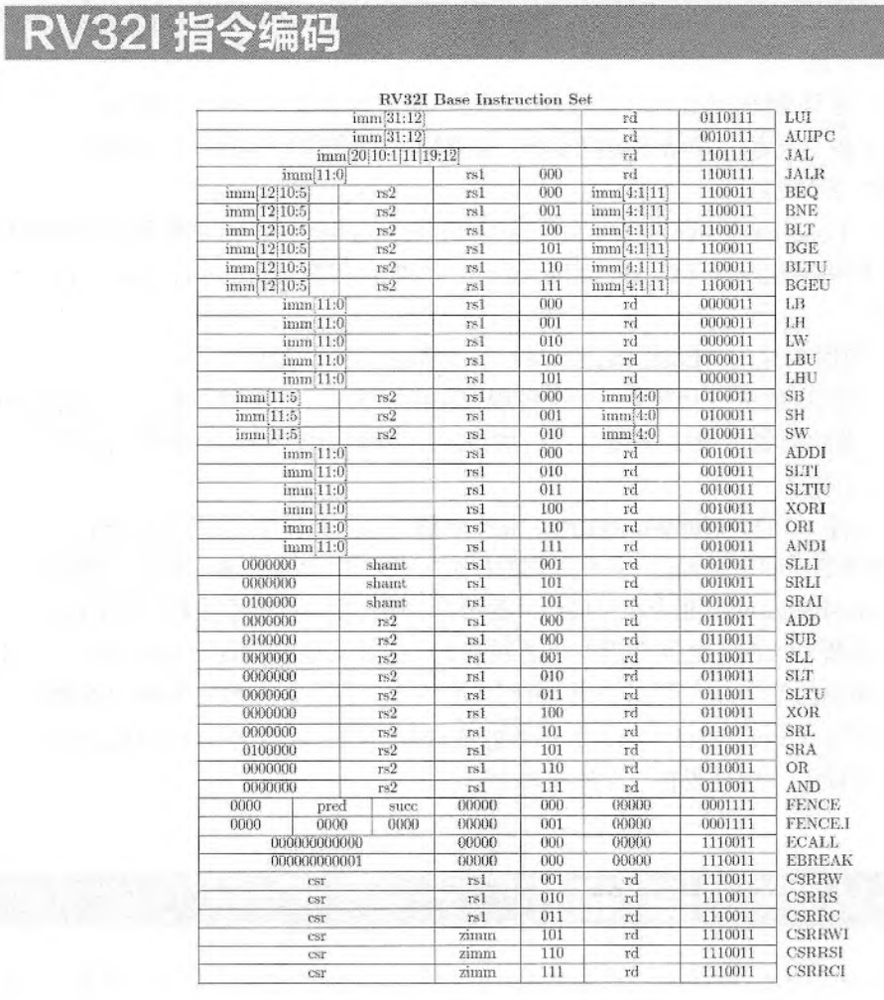 RV32I 指令编码
RV32I Base Instruction Set
imm[31:12] rd 0110111 LUI
imm[31:12] rd 0010111 AUIPC
imm[20|10:1|11|19:12] rd 1101111 JAL
imm[11:0] rs1 000 rd 1100111 JALR
imm[12|10:5] rs2 rs1 000 imm[4:1|11] 1100011 BEQ
imm[12|10:5] rs2 rs1 001 imm[4:1|11] 1100011 BNE
imm[12|10:5] rs2 rs1 100 imm[4:1|11] 1100011 BLT
imm[12|10:5] rs2 rs1 101 imm[4:1|11] 1100011 BGE
imm[12|10:5] rs2 rs1 110 imm[4:1|11] 1100011 BLTU
imm[12|10:5] rs2 rs1 111 imm[4:1|11] 1100011 BGEU
imm[11:0] rs1 000 rd 0000011 LB
imm[11:0] rs1 001 rd 0000011 LH
imm[11:0] rs1 010 rd 0000011 LW
imm[11:0] rs1 100 rd 0000011 LBU
imm[11:0] rs1 101 rd 0000011 LHU
imm[11:5] rs2 rs1 000 imm[4:0] 0100011 SB
imm[11:5] rs2 rs1 001 imm[4:0] 0100011 SH
imm[11:5] rs2 rs1 010 imm[4:0] 0100011 SW
imm[11:0] rs1 000 rd 0010011 ADDI
imm[11:0] rs1 010 rd 0010011 SLTI
imm[11:0] rs1 011 rd 0010011 SLTIU
imm[11:0] rs1 100 rd 0010011 XORI
imm[11:0] rs1 110 rd 0010011 ORI
imm[11:0] rs1 111 rd 0010011 ANDI
0000000 shamt rs1 001 rd 0010011 SLLI
0000000 shamt rs1 101 rd 0010011 SRLI
0100000 shamt rs1 101 rd 0010011 SRAI
0000000 rs2 rs1 000 rd 0110011 ADD
0100000 rs2 rs1 000 rd 0110011 SUB
0000000 rs2 rs1 001 rd 0110011 SLL
0000000 rs2 rs1 010 rd 0110011 SLT
0000000 rs2 rs1 011 rd 0110011 SLTU
0000000 rs2 rs1 100 rd 0110011 XOR
0000000 rs2 rs1 101 rd 0110011 SRL
0100000 rs2 rs1 101 rd 0110011 SRA
0000000 rs2 rs1 110 rd 0110011 OR
0000000 rs2 rs1 111 rd 0110011 AND
0000 pred succ 00000 000 00000 0001111 FENCE
0000 0000 0000 00000 001 00000 0001111 FENCE.I
000000000000 00000 000 00000 1110011 ECALL
000000000001 00000 000 00000 1110011 EBREAK
csr rs1 001 rd 1110011 CSRRW
csr rs1 010 rd 1110011 CSRRS
csr rs1 011 rd 1110011 CSRRC
csr zimm 101 rd 1110011 CSRRWI
csr zimm 110 rd 1110011 CSRRSI
csr zimm 111 rd 1110011 CSRRCI